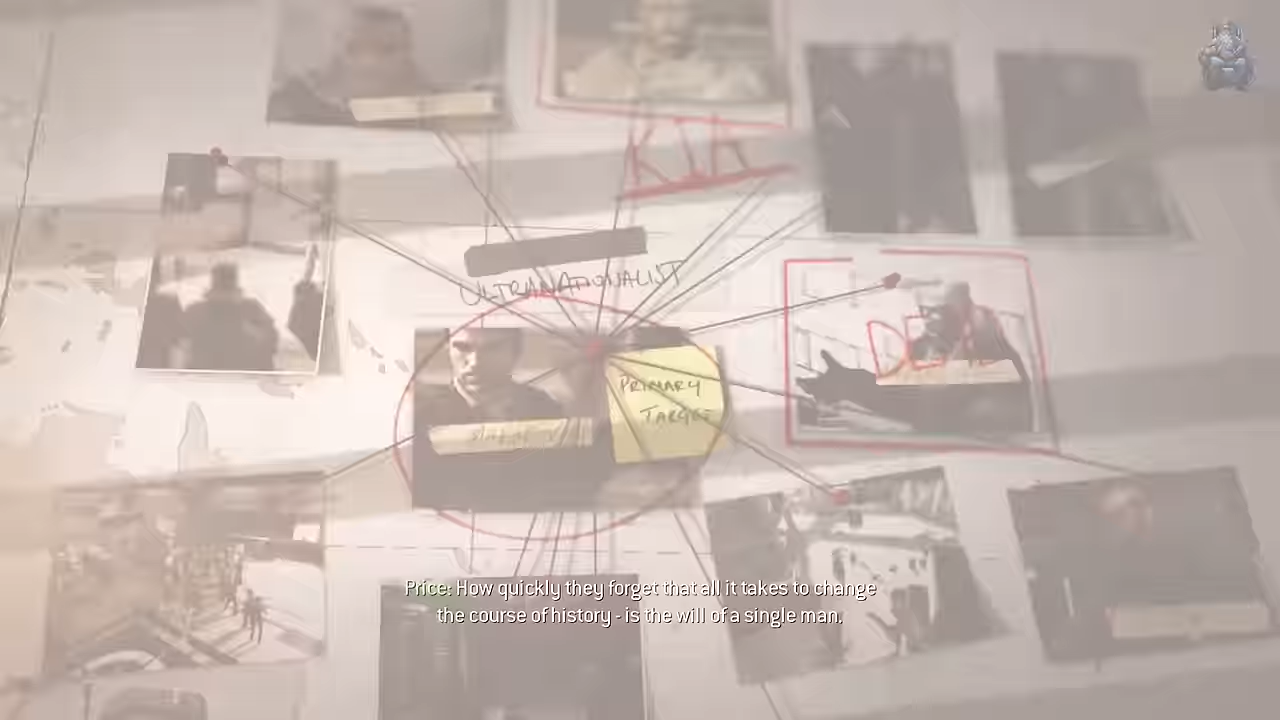 KIA
ULTRANATIONALIST
PRIMARY
TARGET
Price: How quickly they forget that all it takes to change
the course of history - is the will of a single man.